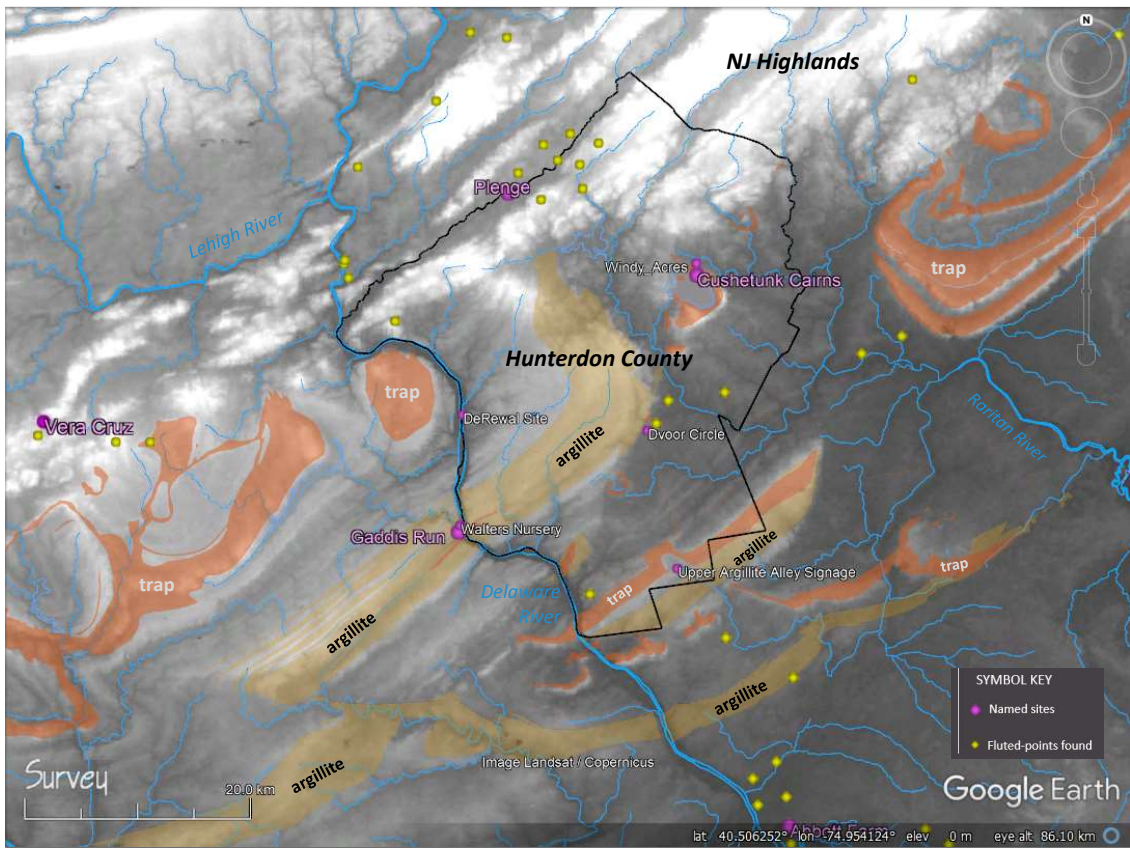 N
NJ Highlands
Plenge
Lehigh River
trap
Windy_Acres
Cushetunk Cairns
Hunterdon County
trap
Vera Cruz
DeRewal Site
Raritan River
Dvoor Circle
argillite
Walters Nursery
Gaddis Run
argillite
trap
Upper Argillite Alley Signage
trap
trap
Delaware
River
argillite
argillite
SYMBOL KEY
Named sites
Fluted-points found
argillite
Image Landsat / Copernicus
Survey
20.0 km
Google Earth
Abbott Farm
lat 40.506252° lon -74.954124° elev 0 m eye alt 86.10 km